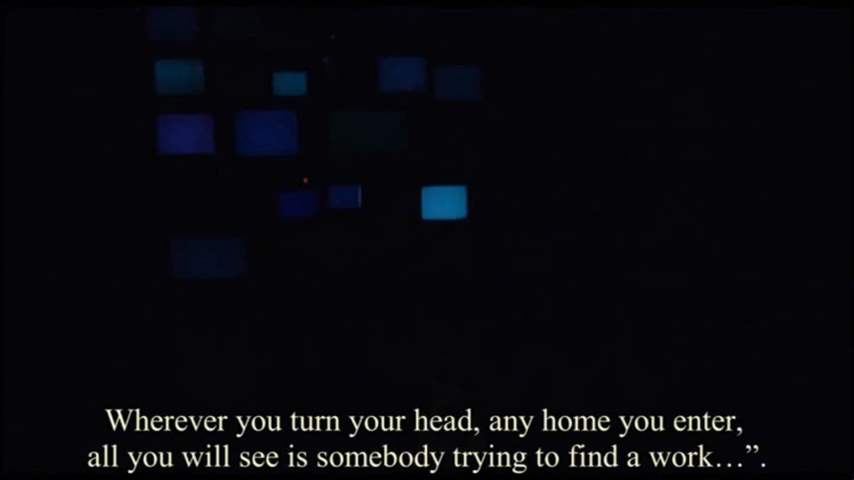 Wherever you turn your head, any home you enter,
all you will see is somebody trying to find a work…”.